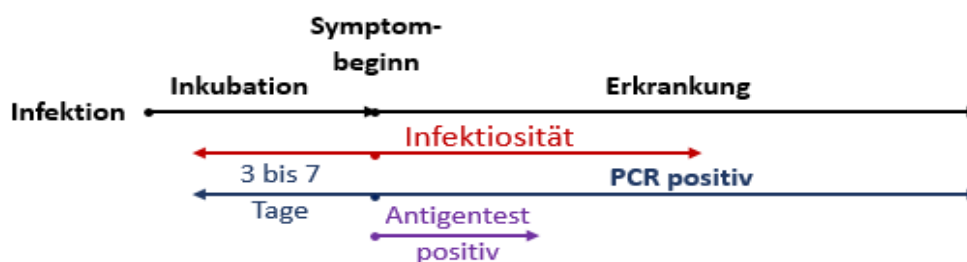 Symptom-
beginn
Inkubation
Erkrankung
Infektion
Infektiosität
3 bis 7
Tage
PCR positiv
Antigentest
positiv